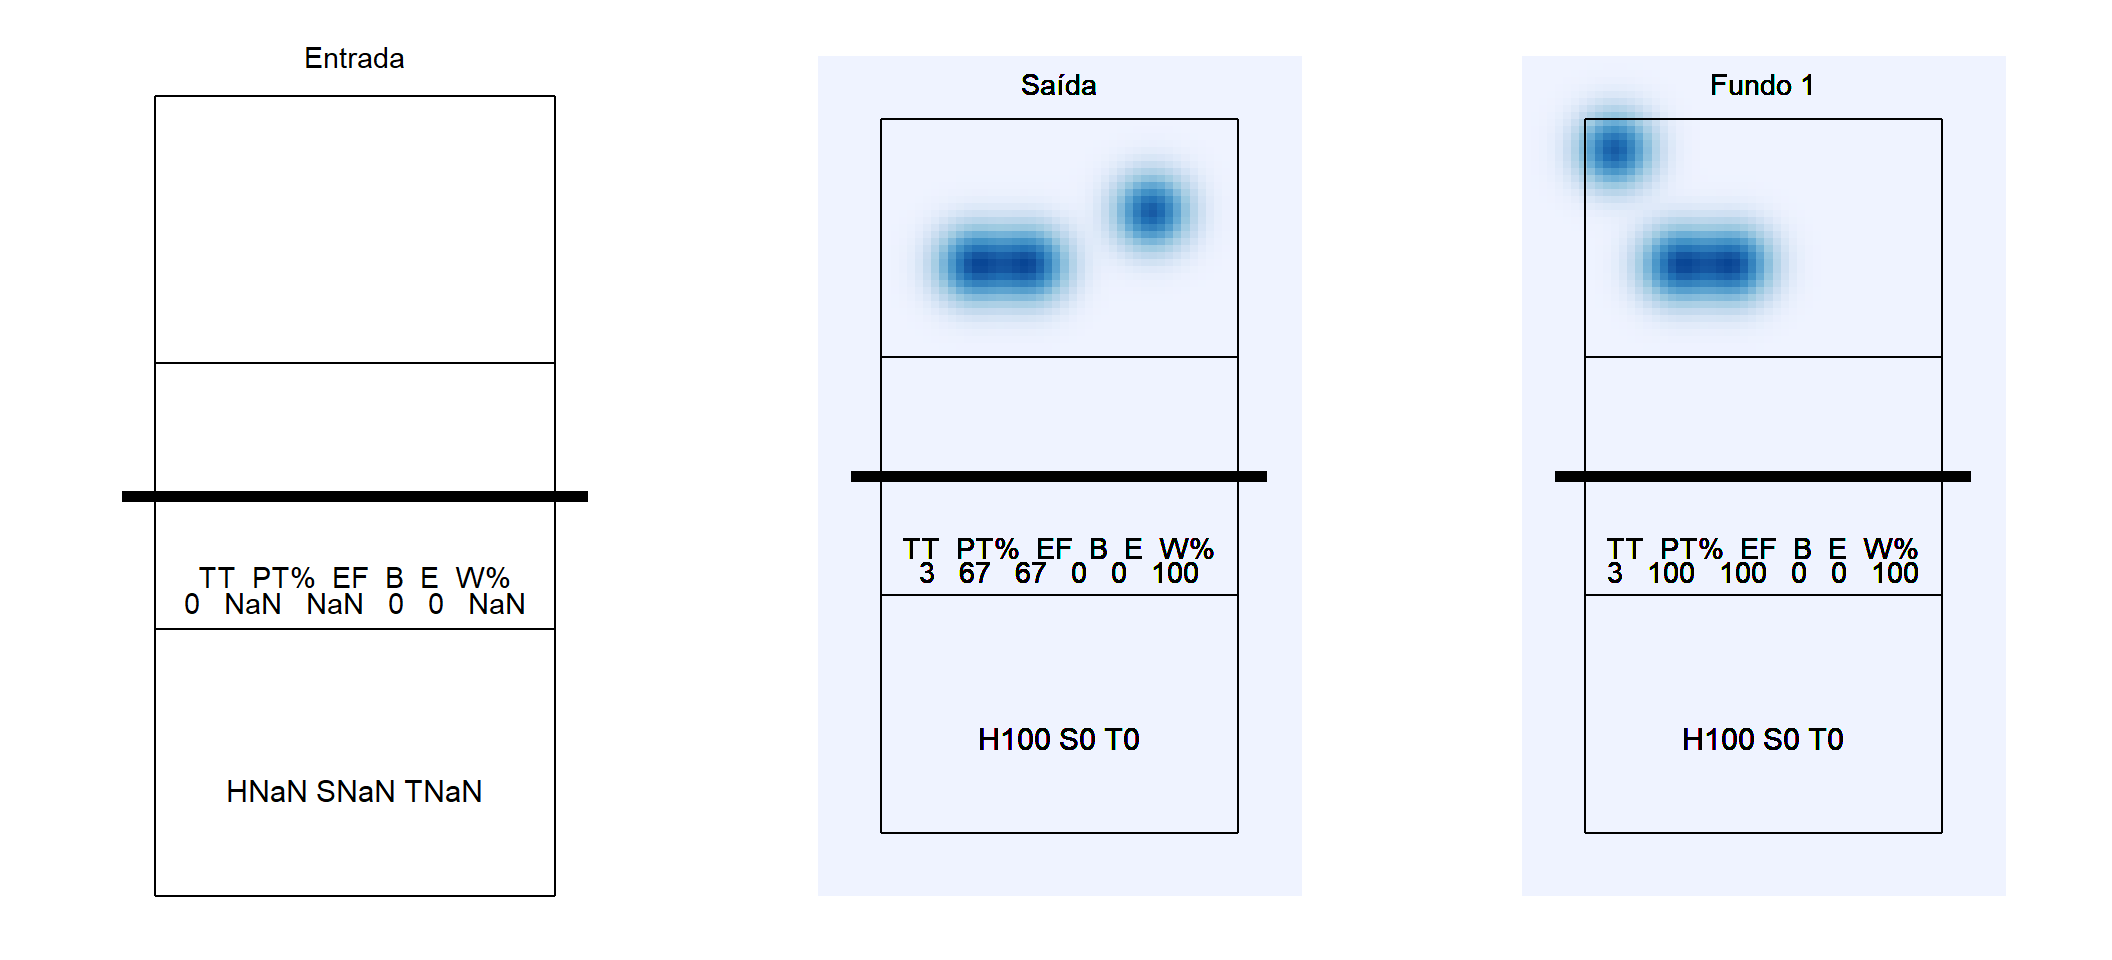 Entrada
TT PT% EF B E W%
0 NaN NaN 0 0 NaN
HNaN SNaN TNaN
Saída
TT PT% EF B E W%
3 67 67 0 0 100
H100 S0 T0
Fundo 1
TT PT% EF B E W%
3 100 100 0 0 100
H100 S0 T0